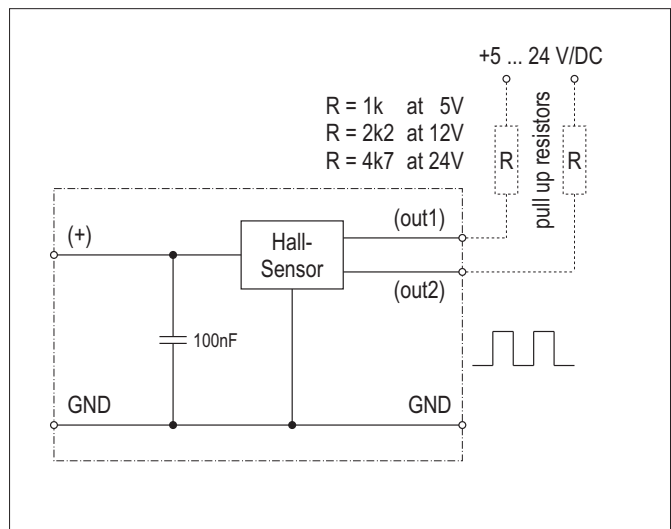 +5 ... 24 V/DC
R = 1k at 5V
R = 2k2 at 12V
R = 4k7 at 24V
R
pull up resistors
R
(+)
Hall-
Sensor
(out1)
(out2)
100nF
GND
GND